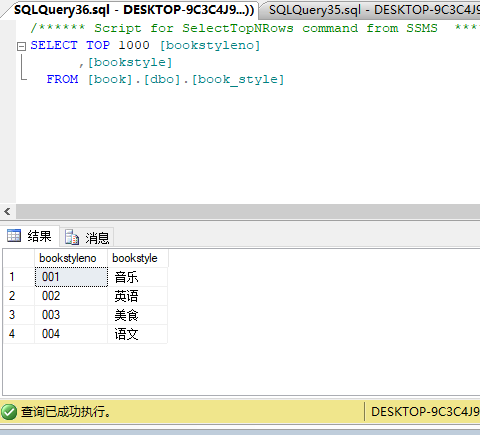 SQLQuery36.sql - DESKTOP-9C3C4J9...)) SQLQuery35.sql - DESKTOP-9C3C4J9
/****** Script for SelectTopNRows command from SSMS ****
SELECT TOP 1000 [bookstyleno]
,[bookstyle]
FROM [book].[dbo].[book_style]
结果 消息
bookstyleno bookstyle
1 001 音乐
2 002 英语
3 003 美食
4 004 语文
查询已成功执行。 DESKTOP-9C3C4J9